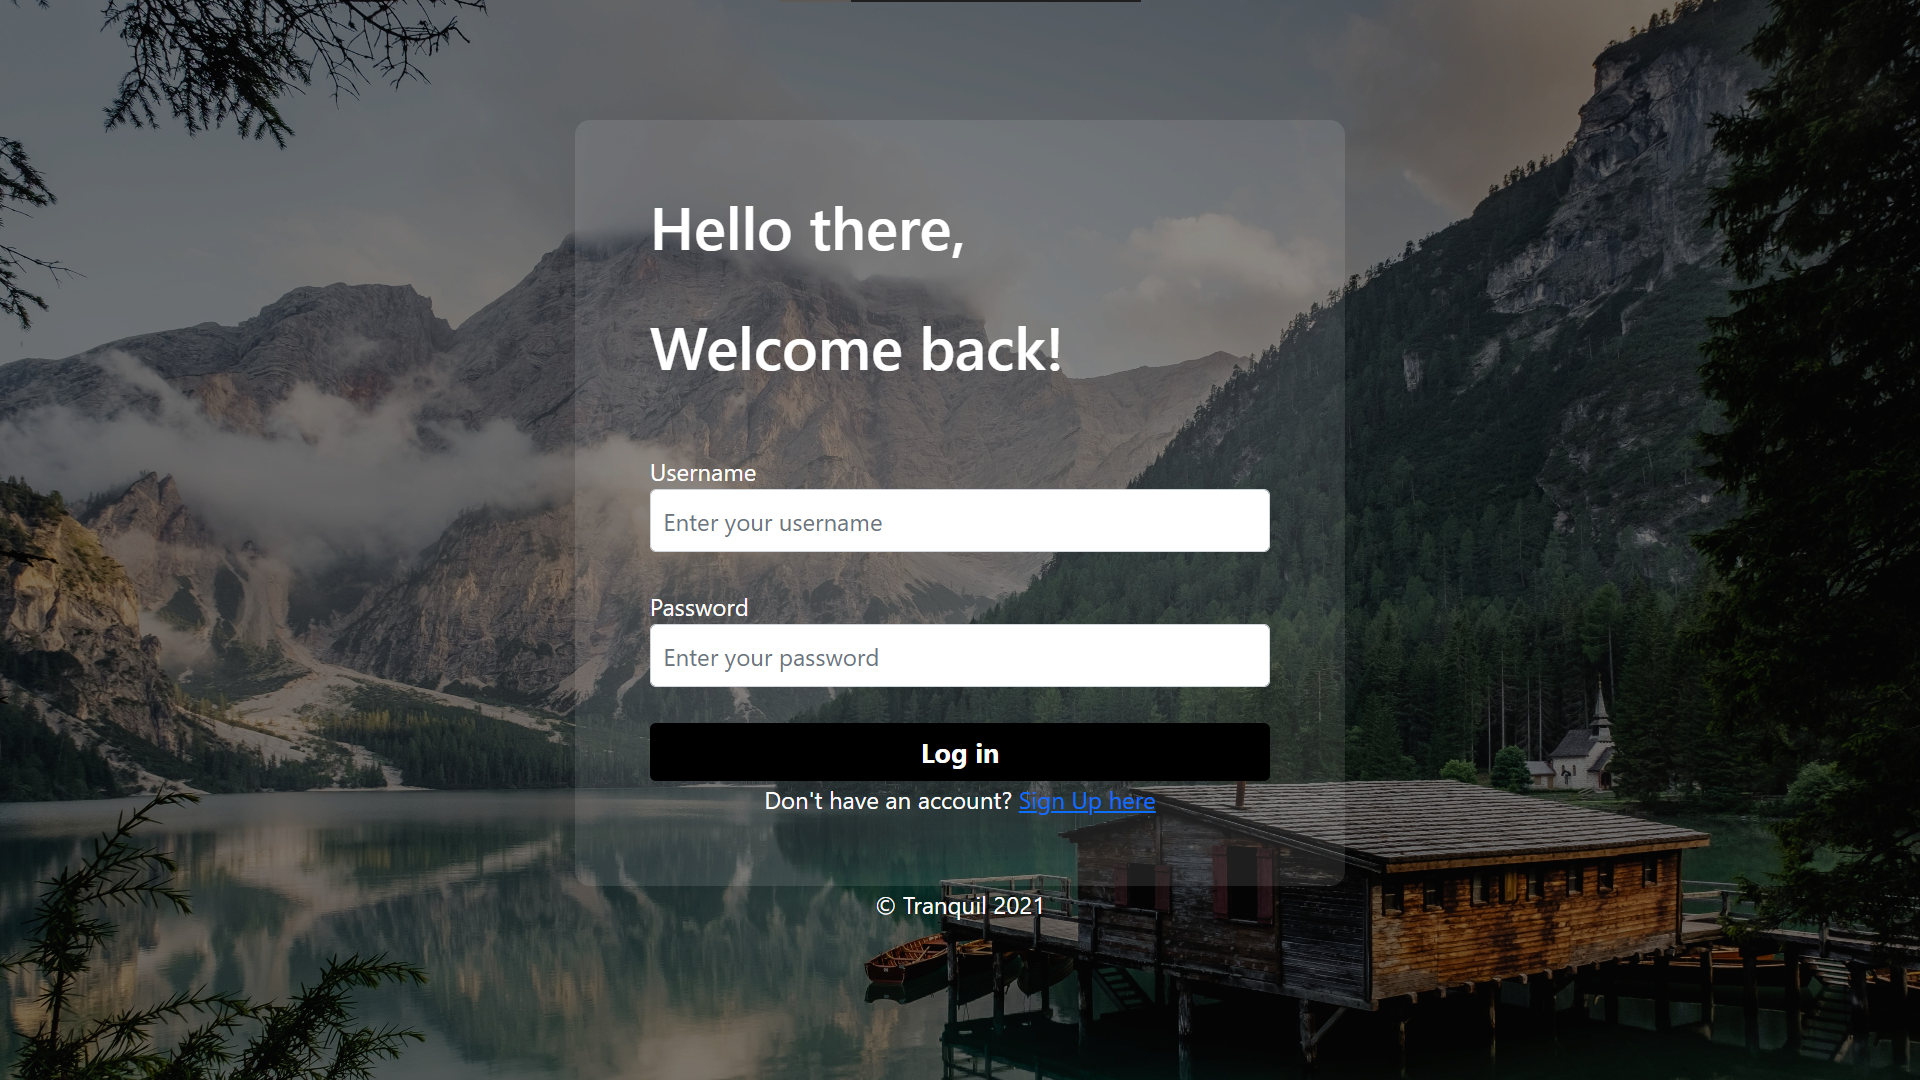 Hello there,
Welcome back!
Username
Enter your username
Password
Enter your password
Log in
Don't have an account? Sign Up here
© Tranquil 2021